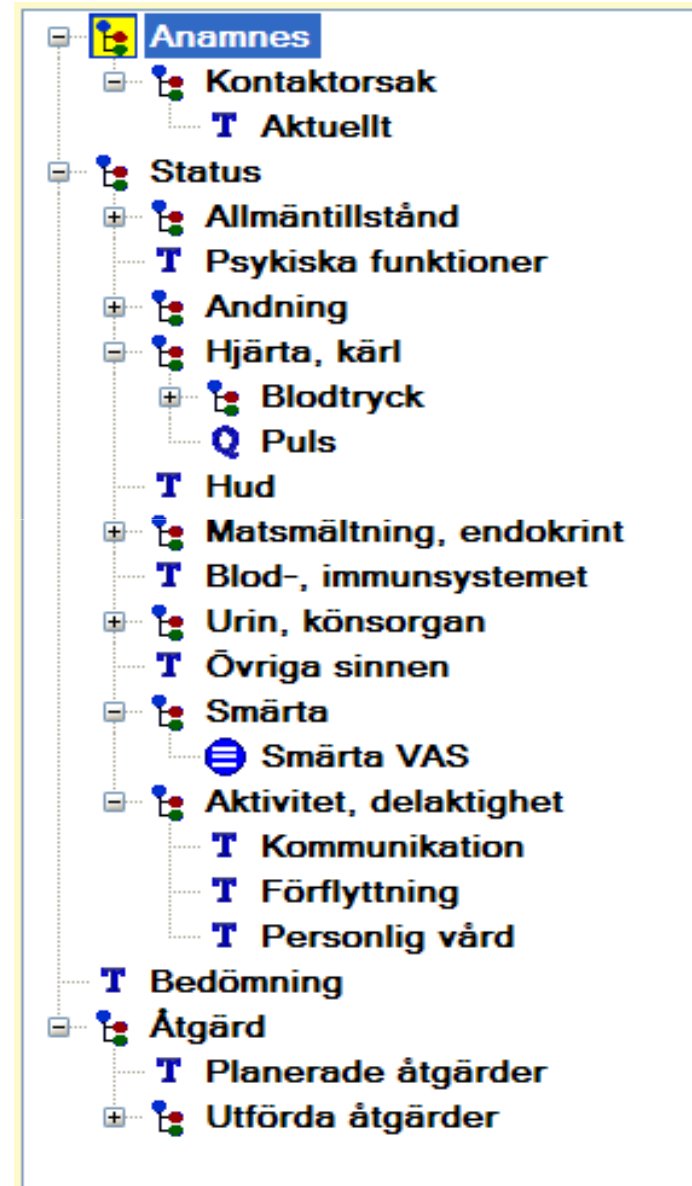 Anamnes
Kontaktorsak
T Aktuellt
Status
Allmäntillstånd
T Psykiska funktioner
Andning
Hjärta, kärl
Blodtryck
Q Puls
T Hud
Matsmältning, endokrint
T Blod-, immunsystemet
Urin, könsorgan
T Övriga sinnen
Smärta
Smärta VAS
Aktivitet, delaktighet
T Kommunikation
T Förflyttning
T Personlig vård
T Bedömning
Åtgärd
T Planerade åtgärder
Utförda åtgärder